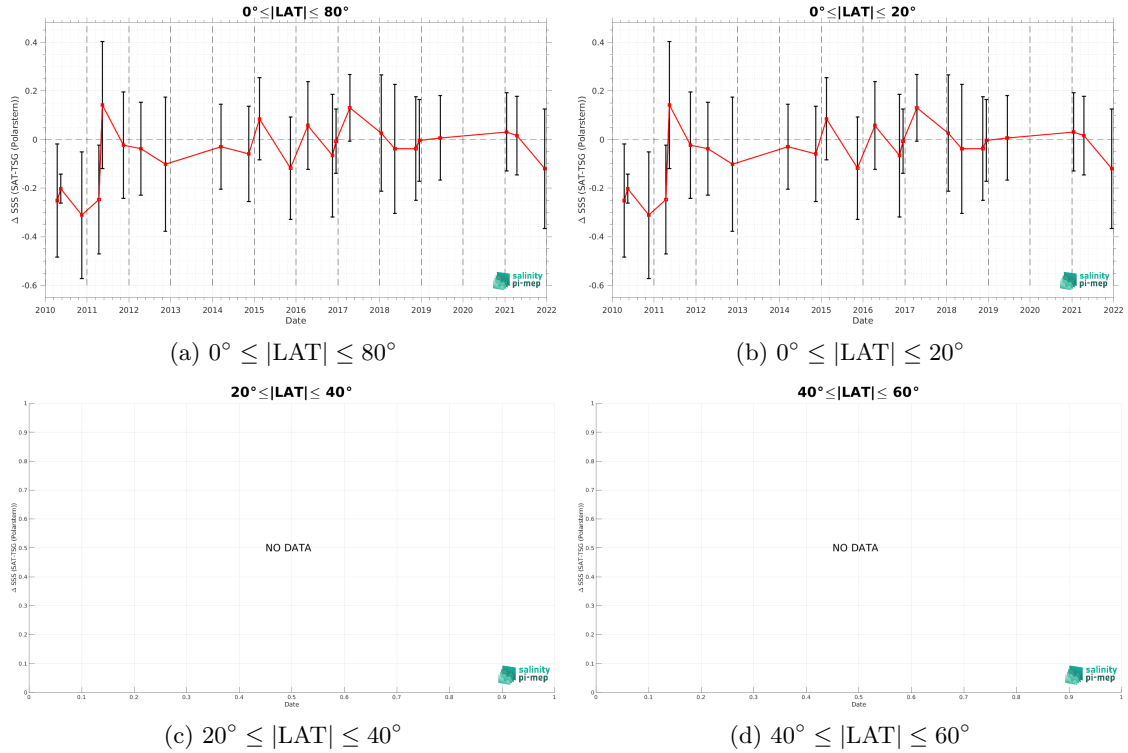 0°≤|LAT|≤ 80°
Δ SSS (SAT-TSG (Polarstern))
0.4
0.2
0
-0.2
-0.4
-0.6
2010 2011 2012 2013 2014 2015 2016 2017 2018 2019 2020 2021 2022
Date
salinity
pi-mep
(a) 0° ≤ |LAT| ≤ 80°
0°≤|LAT|≤ 20°
Δ SSS (SAT-TSG (Polarstern))
0.4
0.2
0
-0.2
-0.4
-0.6
2010 2011 2012 2013 2014 2015 2016 2017 2018 2019 2020 2021 2022
Date
salinity
pi-mep
(b) 0° ≤ |LAT| ≤ 20°
20°≤|LAT|≤ 40°
Δ SSS (SAT-TSG (Polarstern))
1
0.9
0.8
0.7
0.6
0.5
0.4
0.3
0.2
0.1
0
NO DATA
0 0.1 0.2 0.3 0.4 0.5 0.6 0.7 0.8 0.9 1
Date
salinity
pi-mep
(c) 20° ≤ |LAT| ≤ 40°
40°≤|LAT|≤ 60°
Δ SSS (SAT-TSG (Polarstern))
1
0.9
0.8
0.7
0.6
0.5
0.4
0.3
0.2
0.1
0
NO DATA
0 0.1 0.2 0.3 0.4 0.5 0.6 0.7 0.8 0.9 1
Date
salinity
pi-mep
(d) 40° ≤ |LAT| ≤ 60°